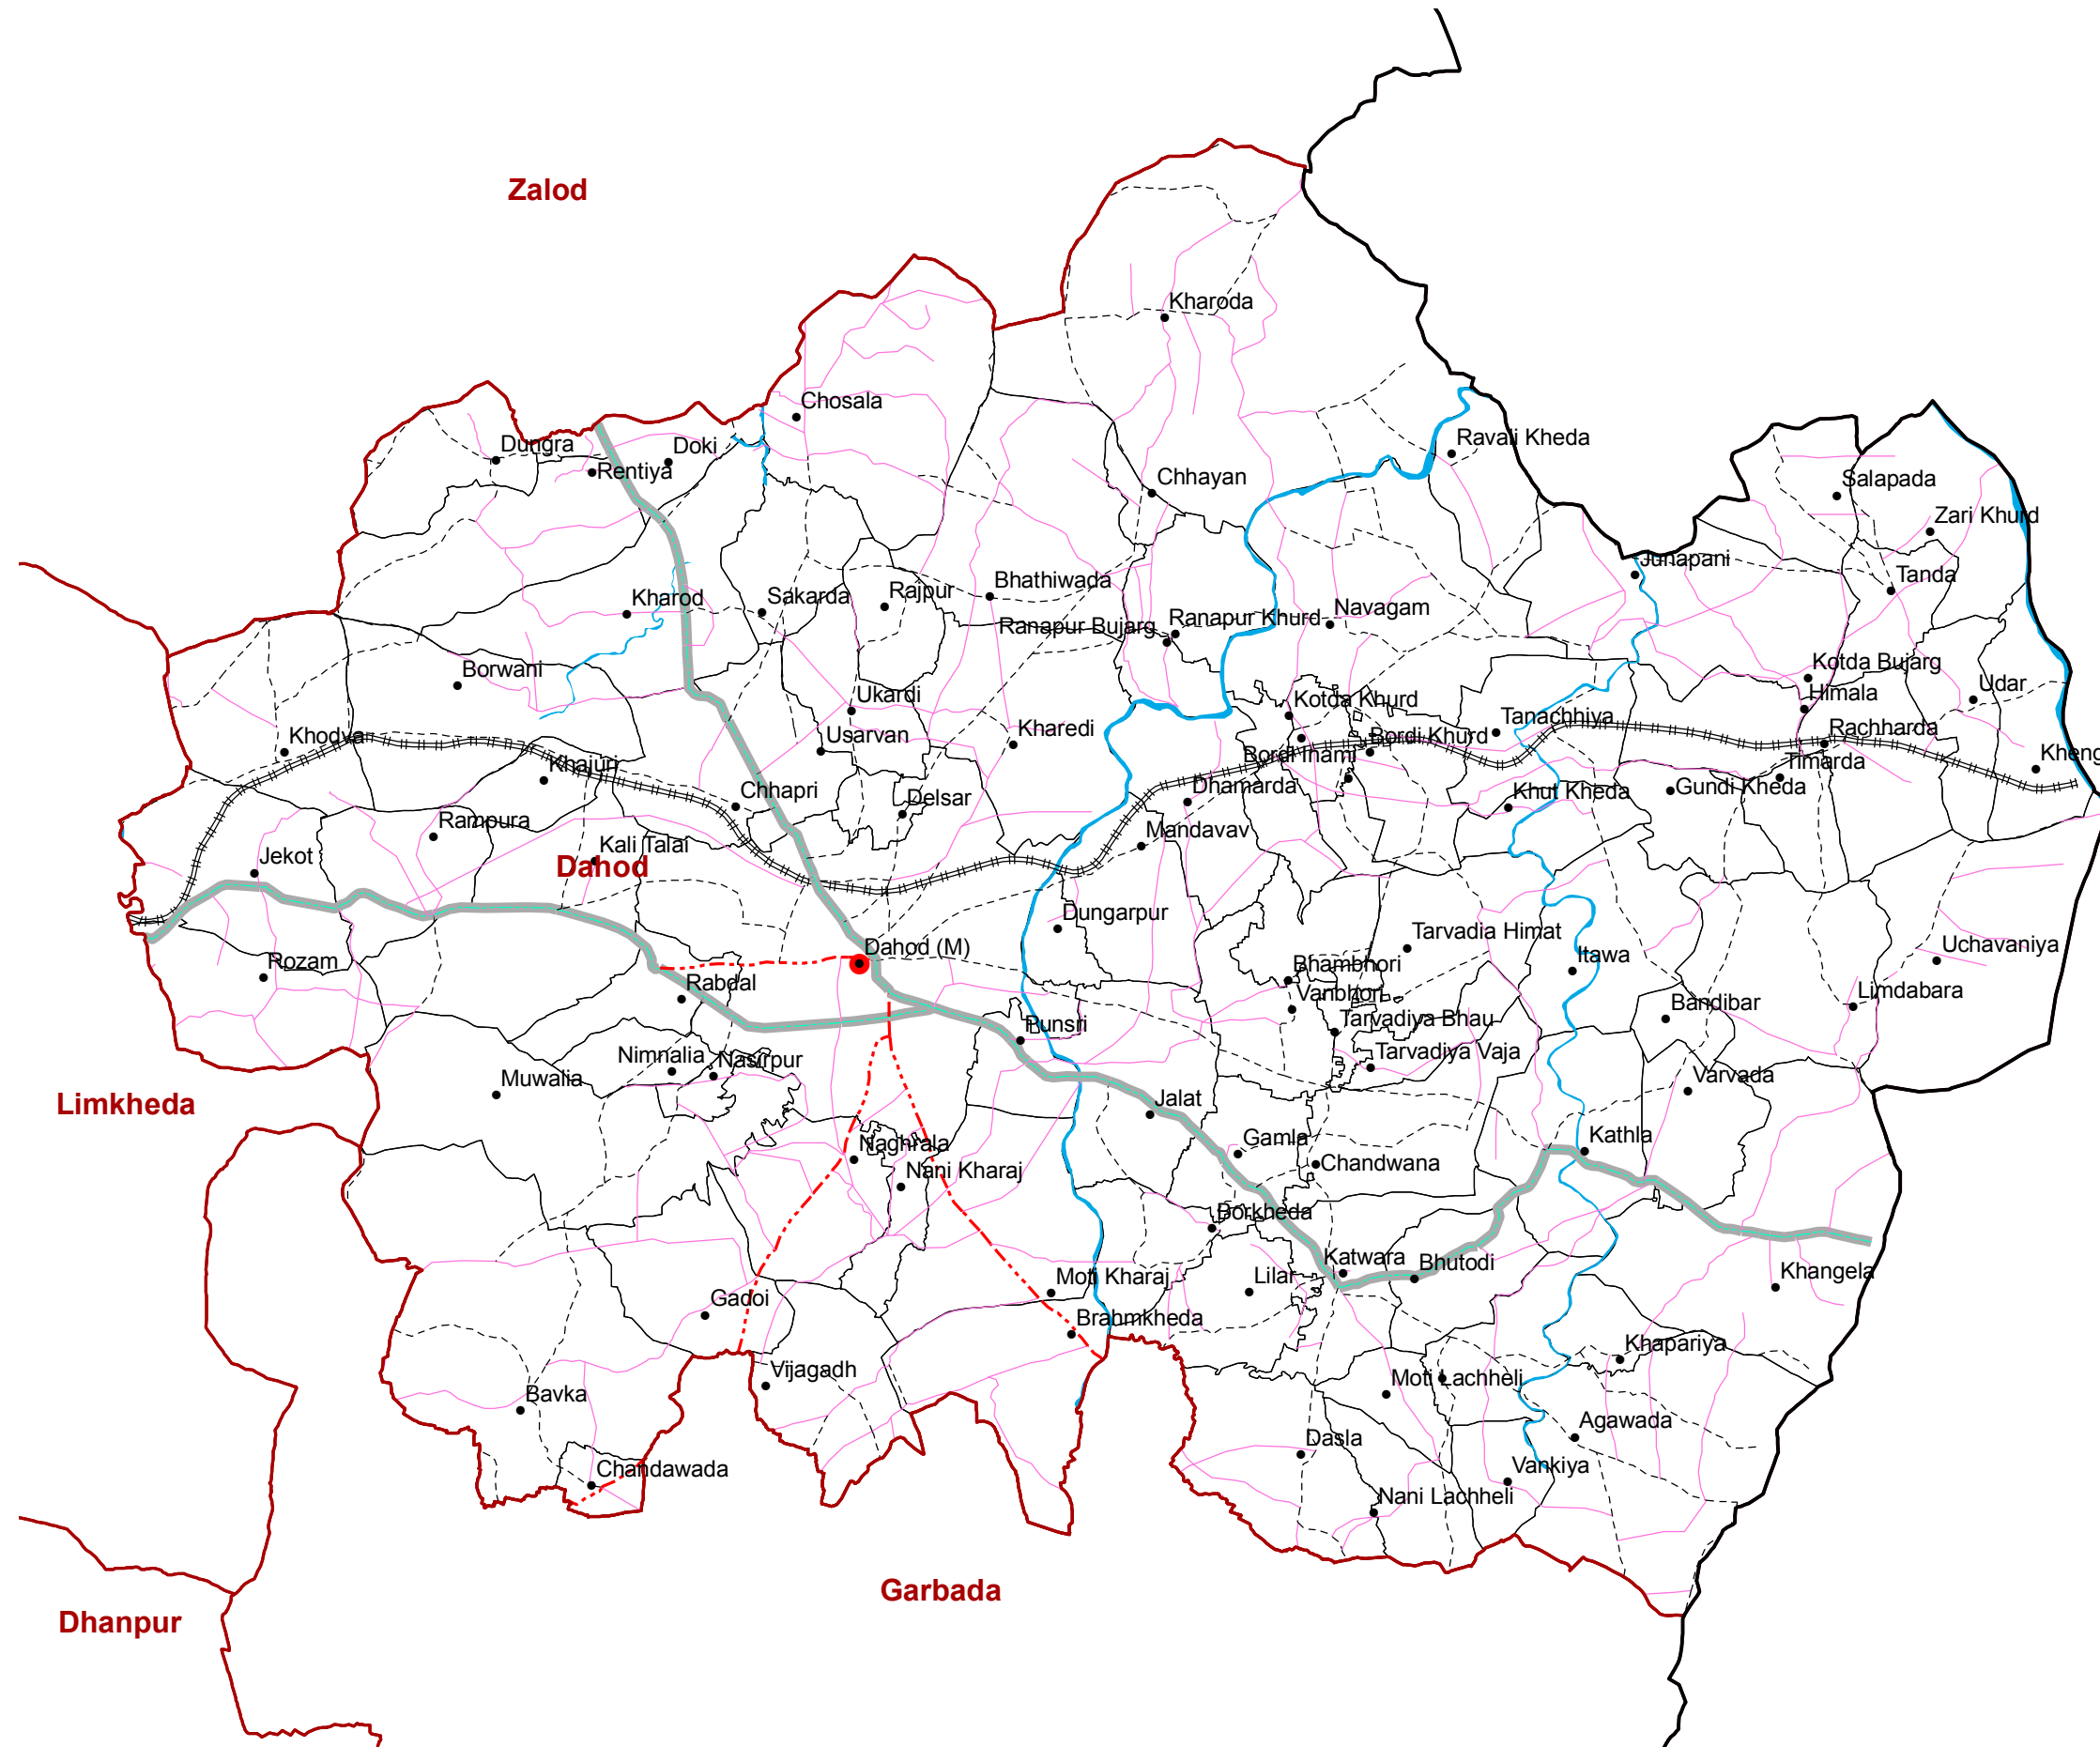 Zalod
Kharoda
Chosala
Ravali Kheda
Dungra
Doki
Rentiya
Chhayan
Salapada
Zari Khurd
Junapani
Tanda
Bhathiwada
Rajpur
Sakarda
Kharod
Navagam
Ranapur Khurd
Ranapur Bujarg
Borwani
Kotda Bujarg
Himala
Udar
Ukardi
Kotda Khurd
Tanachhiya
Rachharda
Khodva
Usarvan
Kharedi
Bordi Khurd
Bordi Inami
Timarda
Kheng
Khajuri
Chhapri
Delsar
Dhamarda
Khut Kheda
Gundi Kheda
Rampura
Mandavav
Kali Talai
Jekot
Dahod
Dungarpur
Tarvadia Himat
Dahod (M)
Itawa
Uchavaniya
Rozam
Bhambhori
Rabdal
Vanbhori
Limdabara
Bandibar
Punsri
Tarvadiya Bhau
Nimnalia
Nasirpur
Tarvadiya Vaja
Muwalia
Varvada
Limkheda
Jalat
Gamla
Kathla
Naghrala
Chandwana
Nani Kharaj
Borkheda
Katwara
Bhutodi
Moti Kharaj
Lilar
Khangela
Gadoi
Brahmkheda
Khapariya
Vijagadh
Moti Lachheli
Bavka
Agawada
Dasla
Chandawada
Vankiya
Nani Lachheli
Garbada
Dhanpur